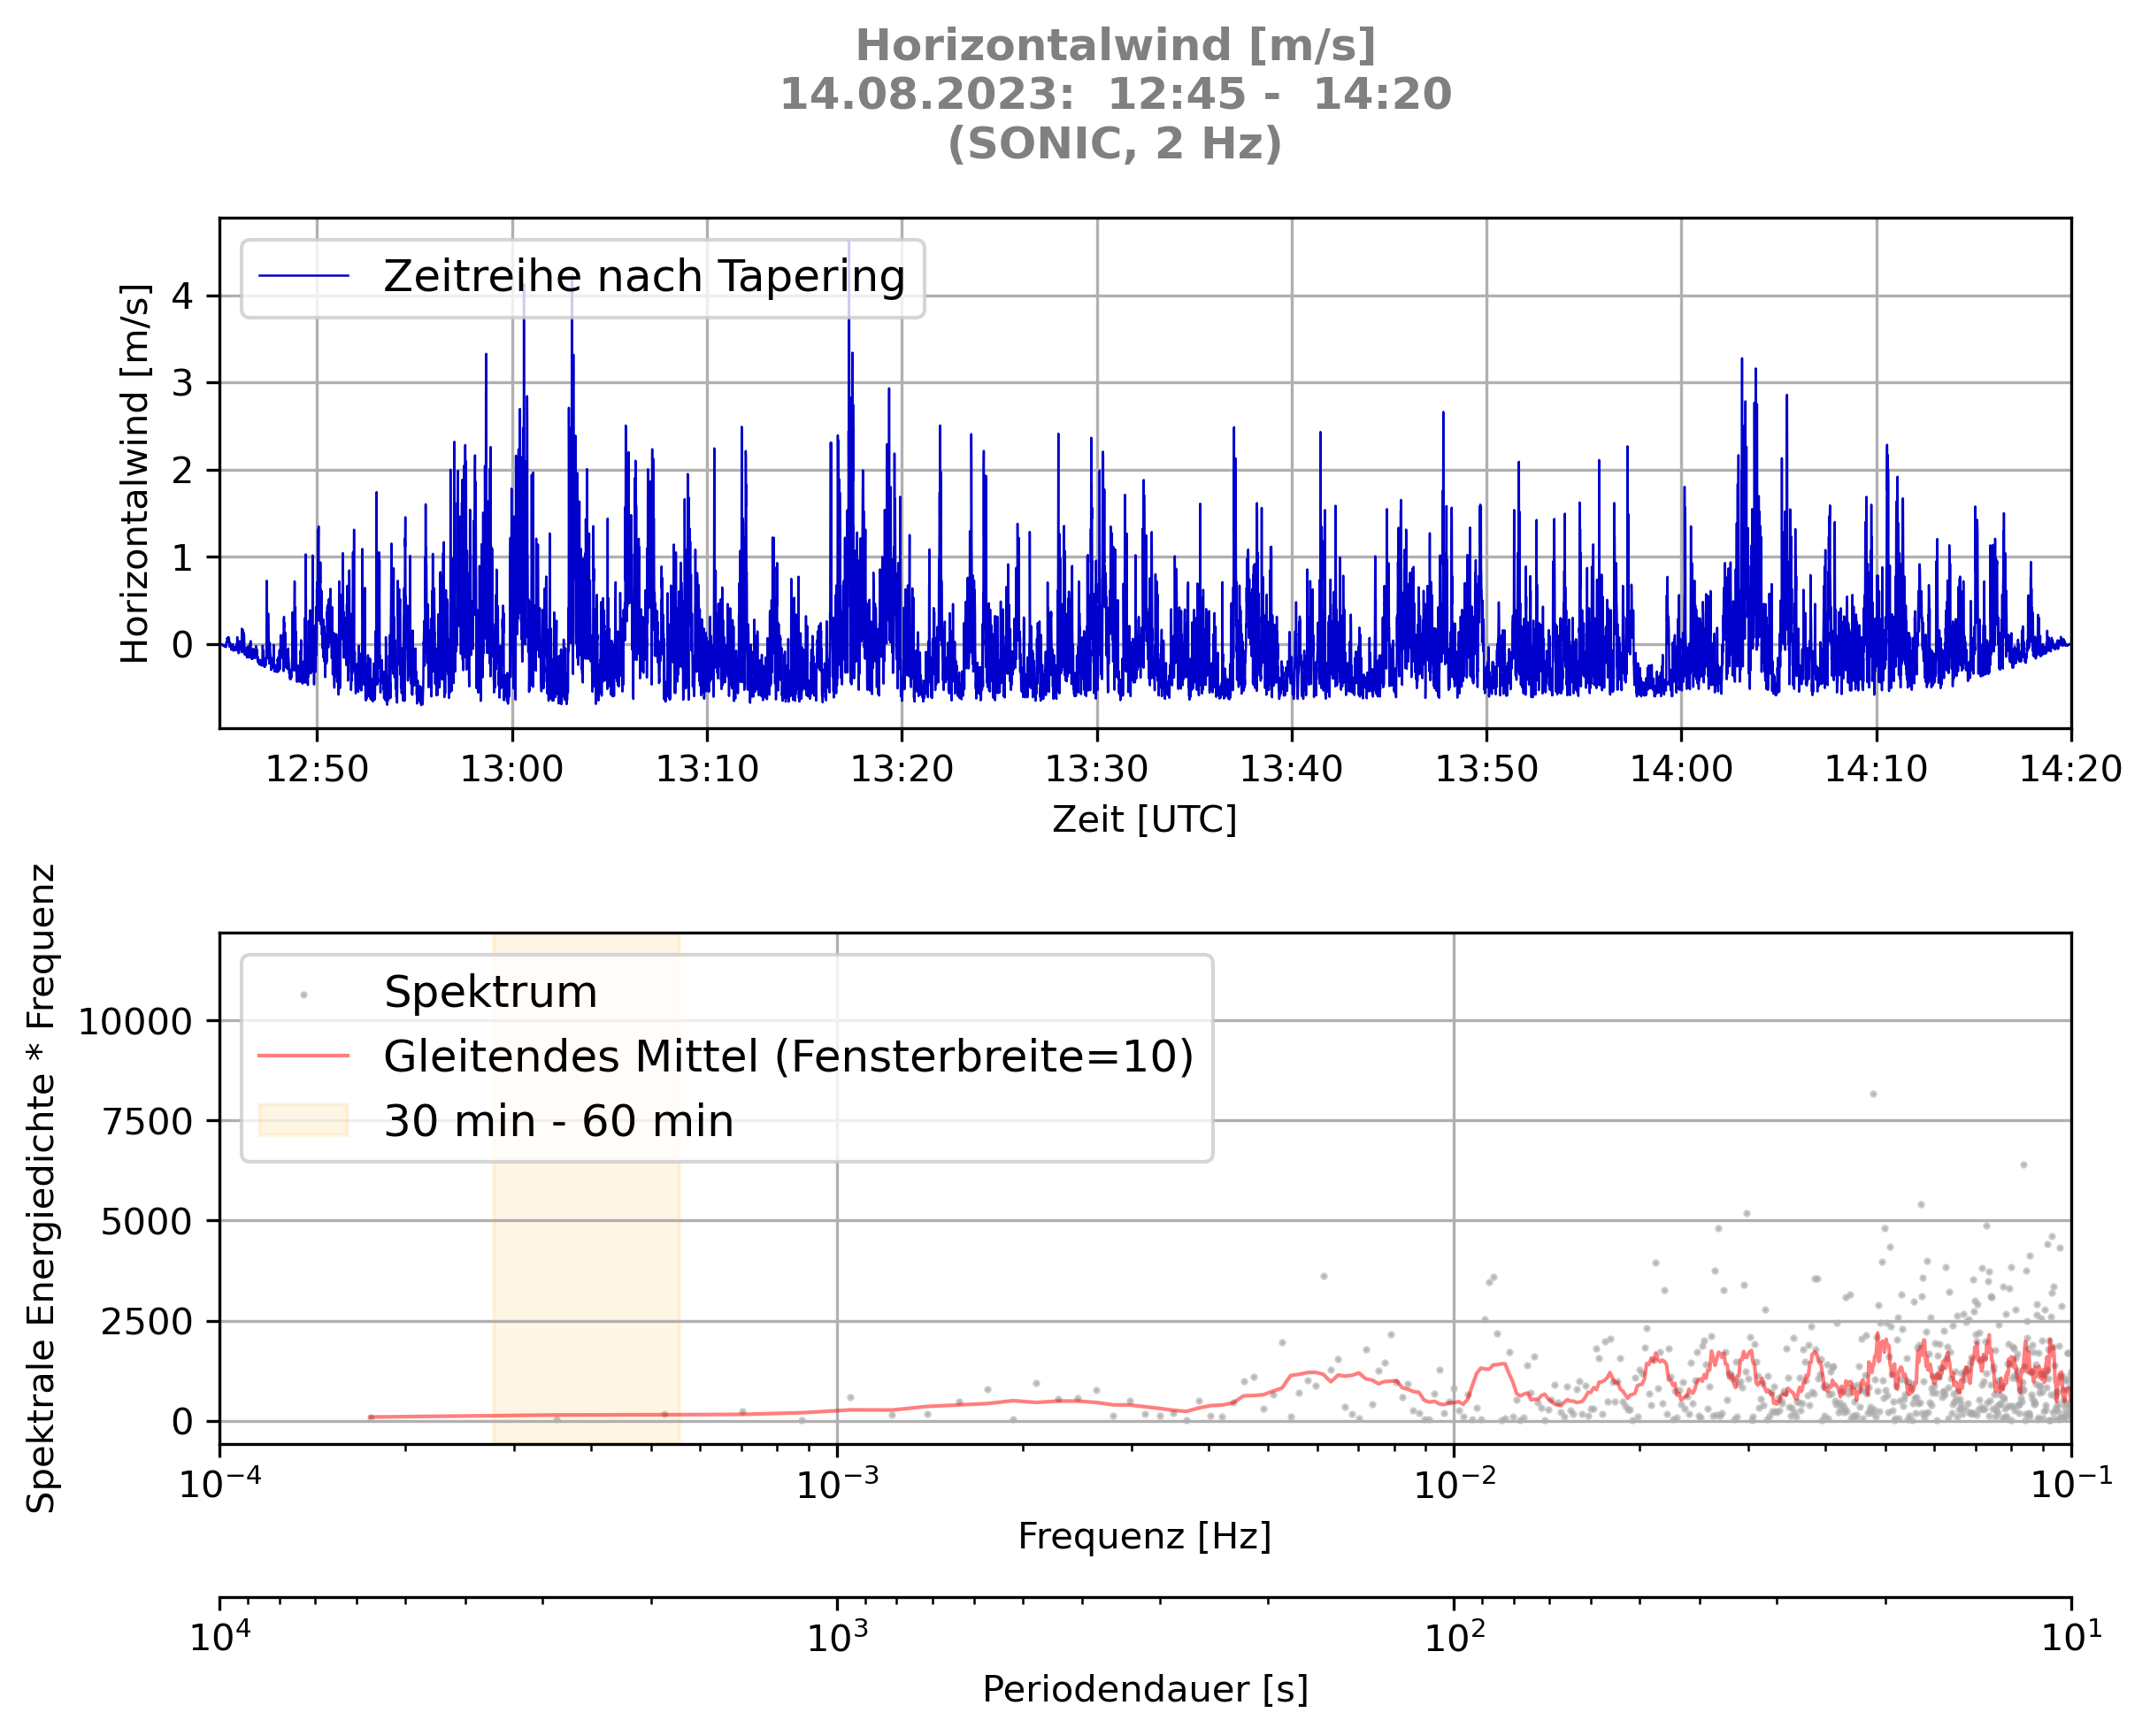 Horizontalwind [m/s]
14.08.2023:  12:45 -  14:20
(SONIC, 2 Hz)
Zeitreihe nach Tapering
Horizontalwind [m/s]
4
3
2
1
0
12:50 13:00 13:10 13:20 13:30 13:40 13:50 14:00 14:10 14:20
Zeit [UTC]
Spektrale Energiedichte * Frequenz
Spektrum
Gleitendes Mittel (Fensterbreite=10)
30 min - 60 min
10000
7500
5000
2500
0
10⁻⁴ 10⁻³ 10⁻² 10⁻¹
Frequenz [Hz]
10⁴ 10³ 10² 10¹
Periodendauer [s]